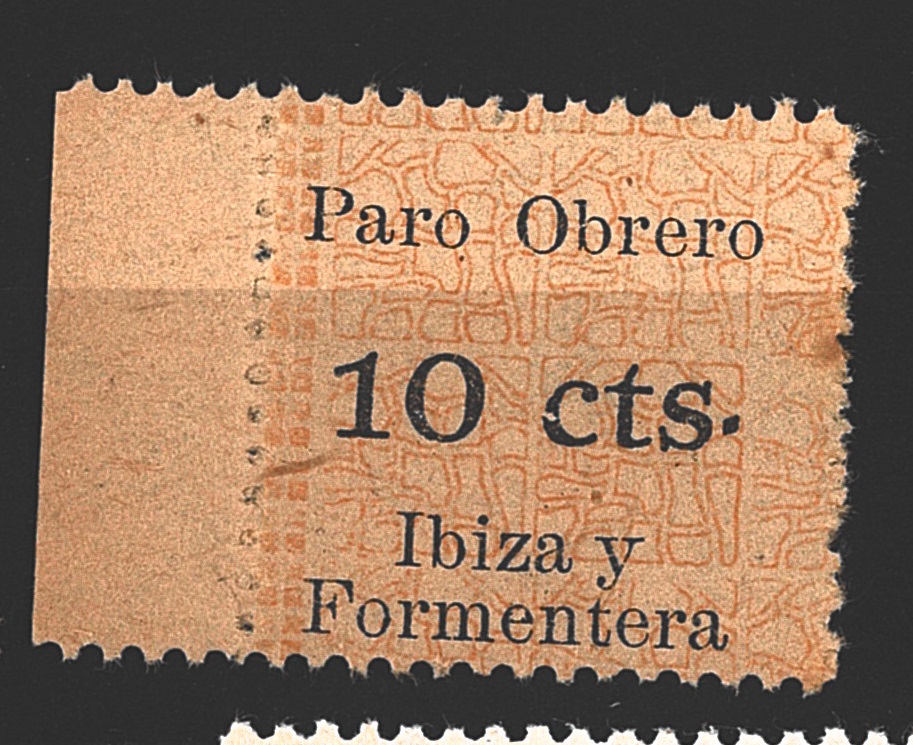 Paro Obrero
10 cts.
Ibiza y
Formentera